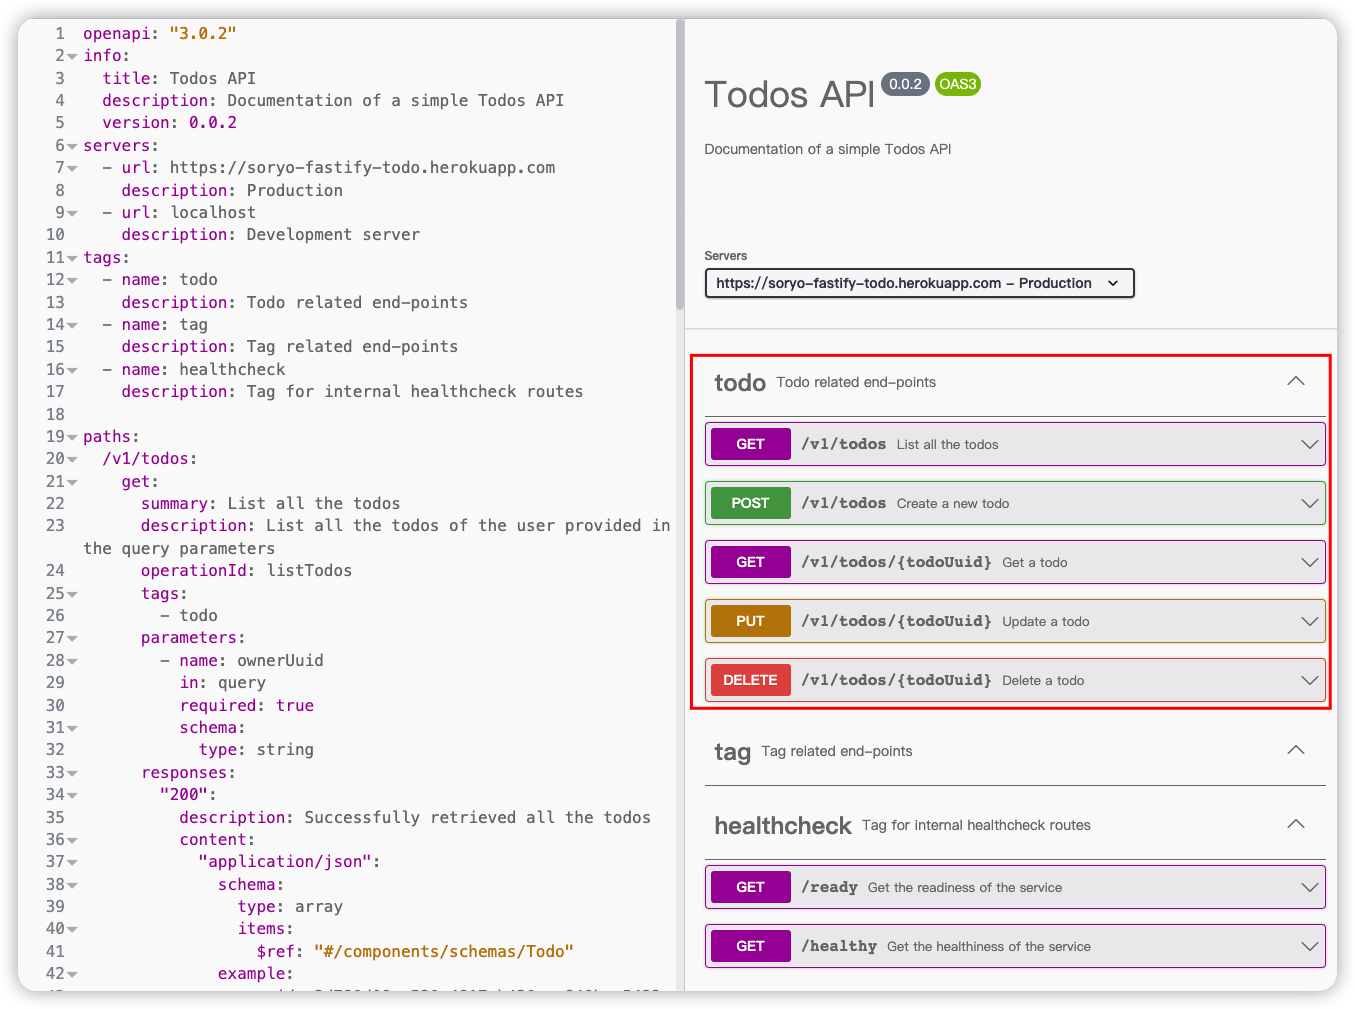 1 openapi: "3.0.2"
2 info:
3 title: Todos API
4 description: Documentation of a simple Todos API
5 version: 0.0.2
6 servers:
7 - url: https://soryo-fastify-todo.herokuapp.com
8 description: Production
9 - url: localhost
10 description: Development server
11 tags:
12 - name: todo
13 description: Todo related end-points
14 - name: tag
15 description: Tag related end-points
16 - name: healthcheck
17 description: Tag for internal healthcheck routes
18
19 paths:
20 /v1/todos:
21 get:
22 summary: List all the todos
23 description: List all the todos of the user provided in
the query parameters
24 operationId: listTodos
25 tags:
26 - todo
27 parameters:
28 - name: ownerUuid
29 in: query
30 required: true
31 schema:
32 type: string
33 responses:
34 "200":
35 description: Successfully retrieved all the todos
36 content:
37 "application/json":
38 schema:
39 type: array
40 items:
41 $ref: "#/components/schemas/Todo"
42 example:
Todos API 0.0.2 OAS3
Documentation of a simple Todos API
Servers
https://soryo-fastify-todo.herokuapp.com - Production
todo Todo related end-points
GET /v1/todos List all the todos
POST /v1/todos Create a new todo
GET /v1/todos/{todoUuid} Get a todo
PUT /v1/todos/{todoUuid} Update a todo
DELETE /v1/todos/{todoUuid} Delete a todo
tag Tag related end-points
healthcheck Tag for internal healthcheck routes
GET /ready Get the readiness of the service
GET /healthy Get the healthiness of the service